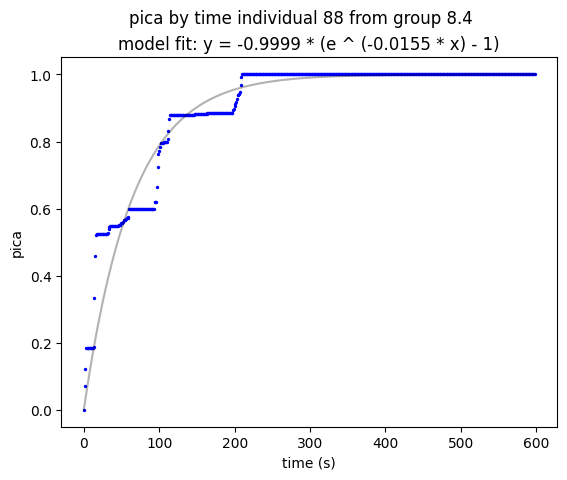 pica by time individual 88 from group 8.4
model fit: y = -0.9999 * (e ^ (-0.0155 * x) - 1)
1.0
0.8
0.6
0.4
0.2
0.0
pica
0 100 200 300 400 500 600
time (s)